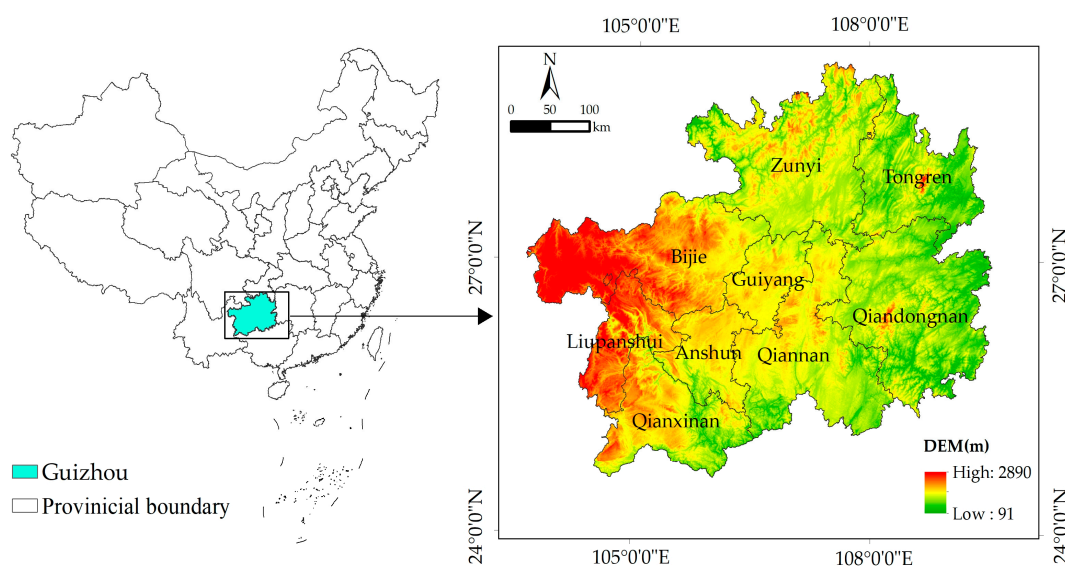 Guizhou
Provinicial boundary
105°0'0"E
108°0'0"E
N
0 50 100
km
27°0'0"N
27°0'0"N
Zunyi
Tongren
Bijie
Guiyang
Qiandongnan
Liupanshui
Anshun
Qiannan
Qianxinan
DEM(m)
High: 2890
Low : 91
24°0'0"N
24°0'0"N
105°0'0"E
108°0'0"E